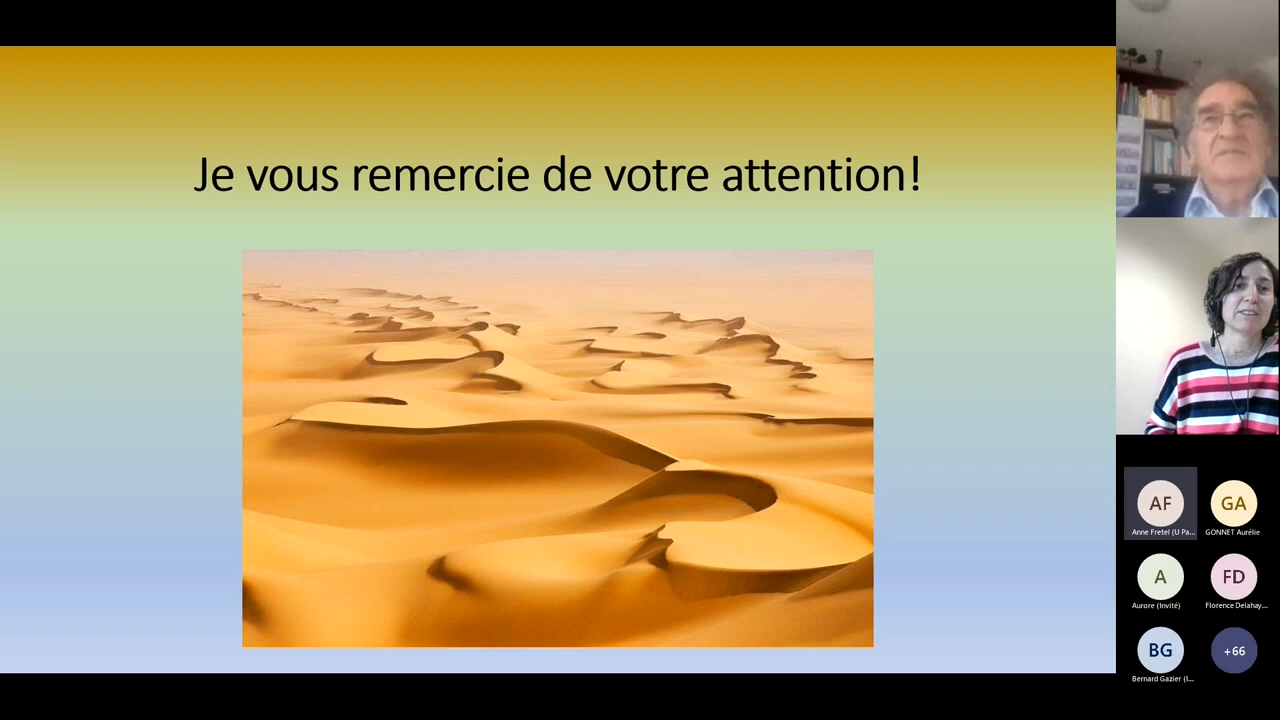 Je vous remercie de votre attention!
AF
GA
Anne Fretel (U Pa...
GONNET Aurélie
A
FD
Aurore (Invité)
Florence Delahay...
BG
+66
Bernard Gazier (I...